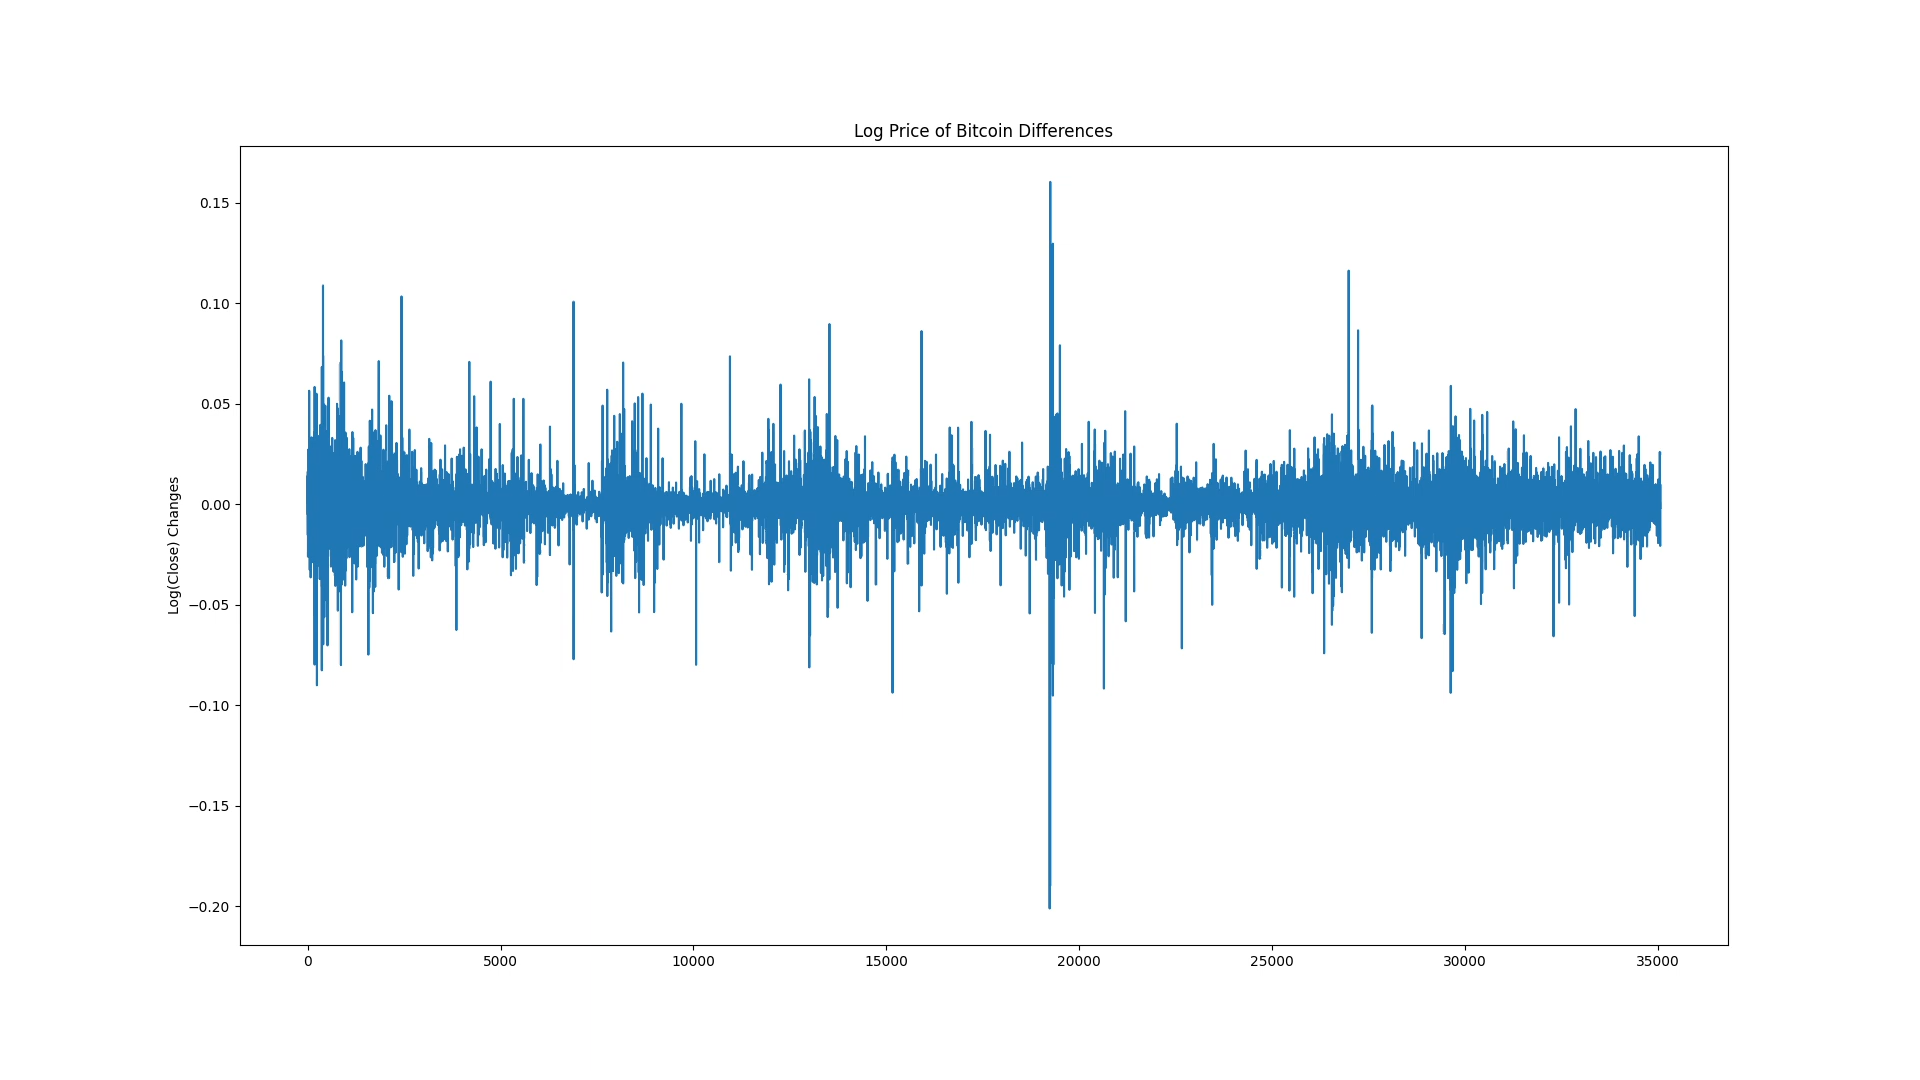 Log Price of Bitcoin Differences
0.15
0.10
0.05
0.00
−0.05
−0.10
−0.15
−0.20
Log(Close) Changes
0 5000 10000 15000 20000 25000 30000 35000